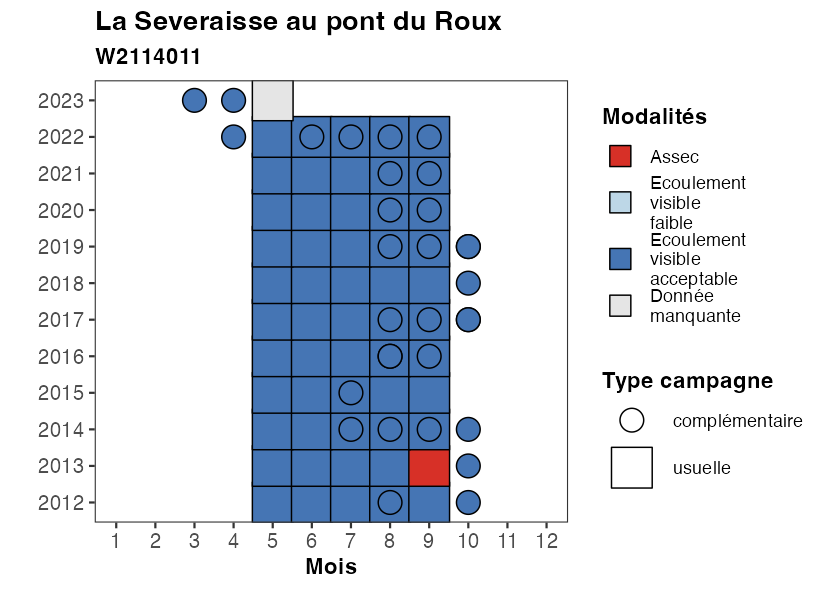 La Severaisse au pont du Roux
W2114011
2023
2022
2021
2020
2019
2018
2017
2016
2015
2014
2013
2012
1 2 3 4 5 6 7 8 9 10 11 12
Mois
Modalités
Assec
Ecoulement
visible
faible
Ecoulement
visible
acceptable
Donnée
manquante
Type campagne
complémentaire
usuelle